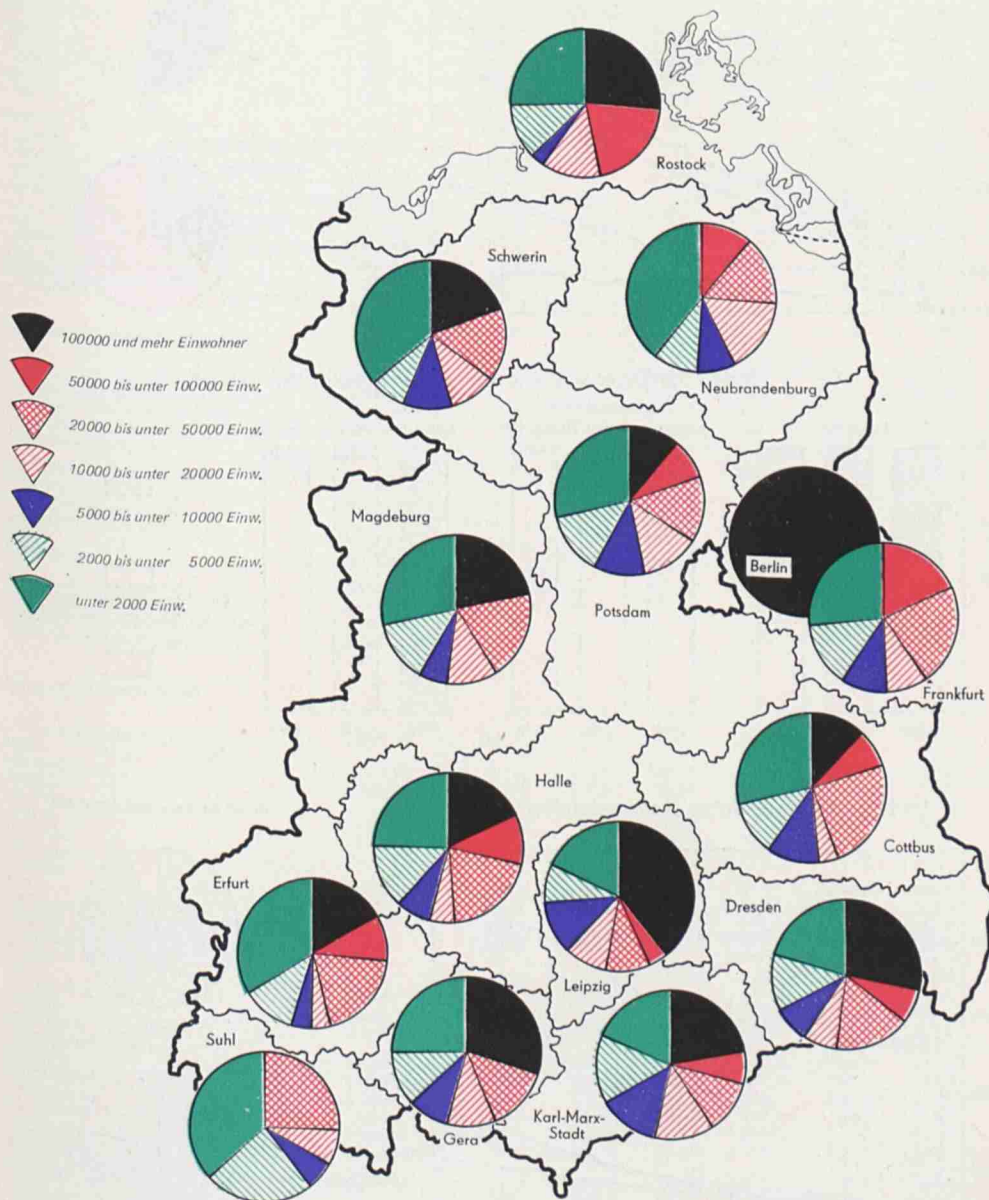 Rostock
Schwerin
Neubrandenburg
100000 und mehr Einwohner
50000 bis unter 100000 Einw.
20000 bis unter 50000 Einw.
10000 bis unter 20000 Einw.
5000 bis unter 10000 Einw.
2000 bis unter 5000 Einw.
unter 2000 Einw.
Magdeburg
Berlin
Potsdam
Frankfurt
Halle
Cottbus
Erfurt
Dresden
Leipzig
Suhl
Karl-Marx-
Stadt
Gera